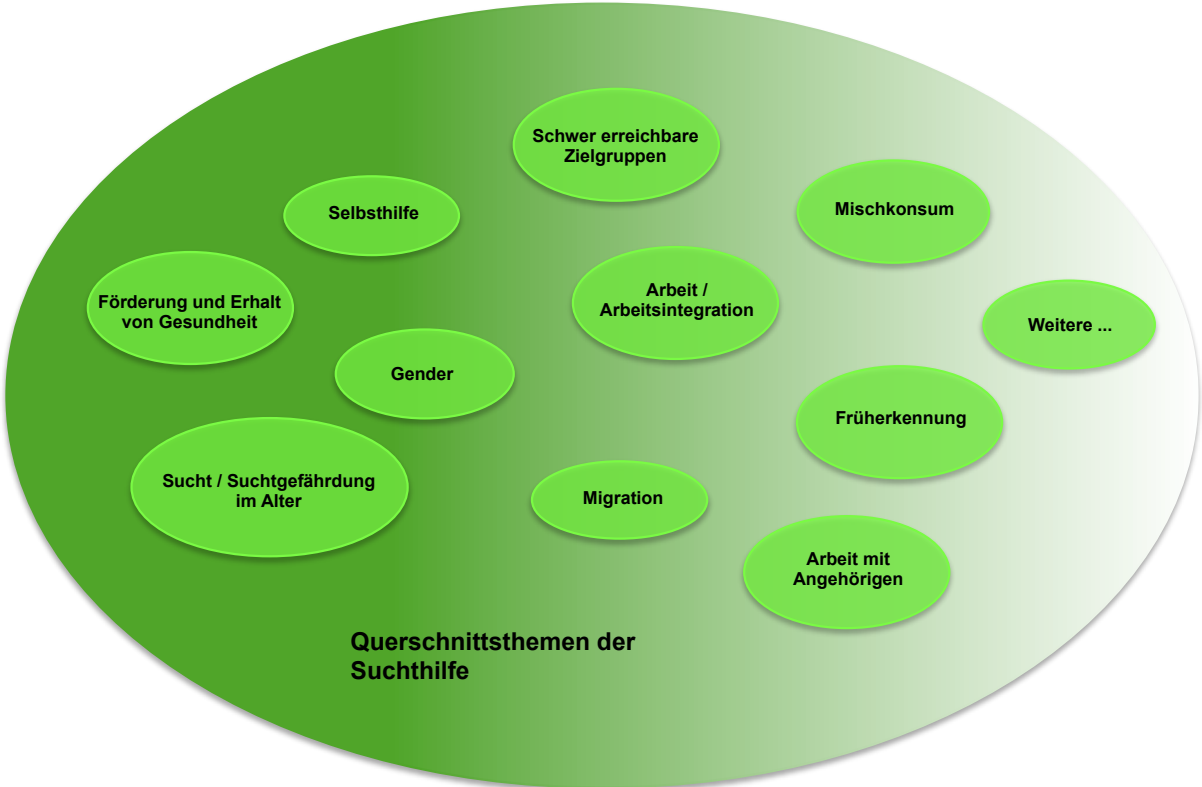 Schwer erreichbare
Zielgruppen
Selbsthilfe
Mischkonsum
Förderung und Erhalt
von Gesundheit
Arbeit /
Arbeitsintegration
Weitere ...
Gender
Früherkennung
Sucht / Suchtgefährdung
im Alter
Migration
Arbeit mit
Angehörigen
Querschnittsthemen der
Suchthilfe